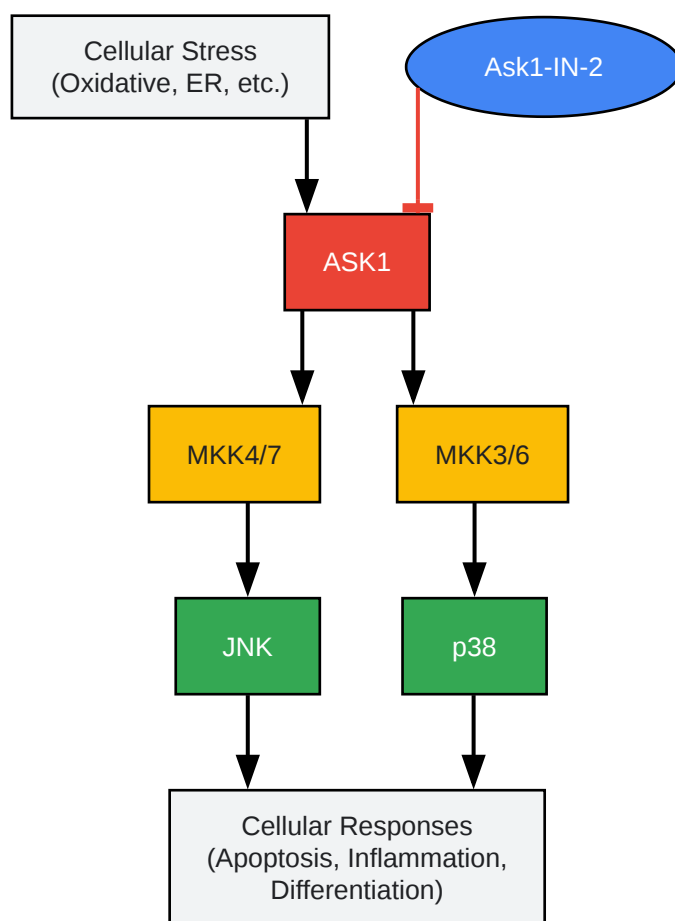 Cellular Stress
(Oxidative, ER, etc.)
Ask1-IN-2
ASK1
MKK4/7
MKK3/6
JNK
p38
Cellular Responses
(Apoptosis, Inflammation,
Differentiation)